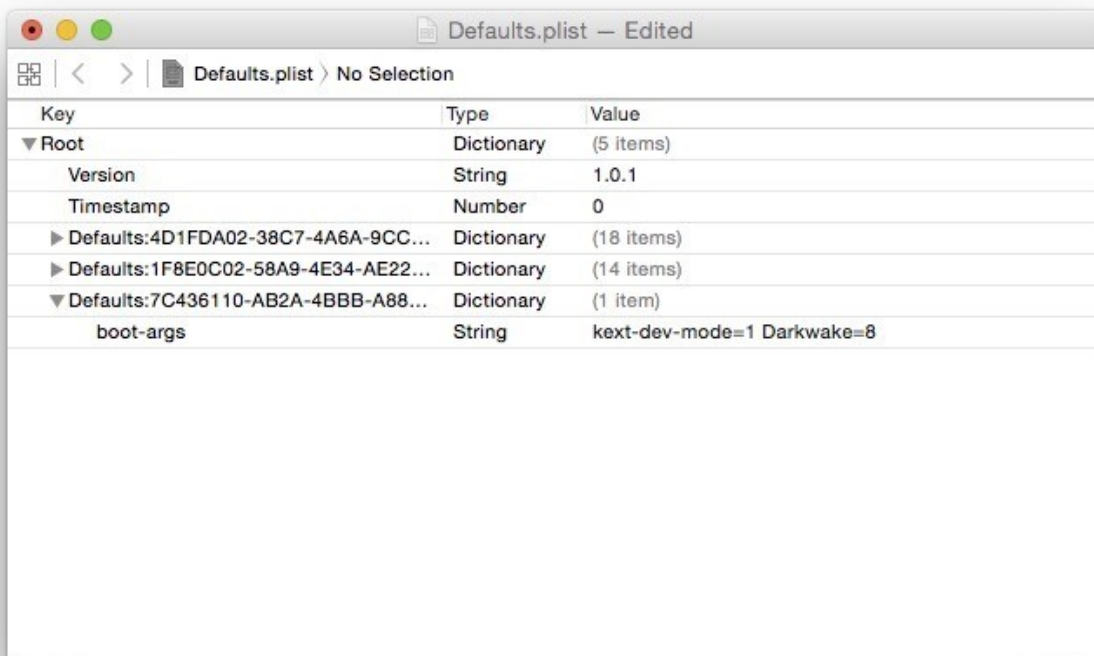 Defaults.plist — Edited
Defaults.plist 〉 No Selection
Key Type Value
Root Dictionary (5 items)
Version String 1.0.1
Timestamp Number 0
Defaults:4D1FDA02-38C7-4A6A-9CC... Dictionary (18 items)
Defaults:1F8E0C02-58A9-4E34-AE22... Dictionary (14 items)
Defaults:7C436110-AB2A-4BBB-A88... Dictionary (1 item)
boot-args String kext-dev-mode=1 Darkwake=8